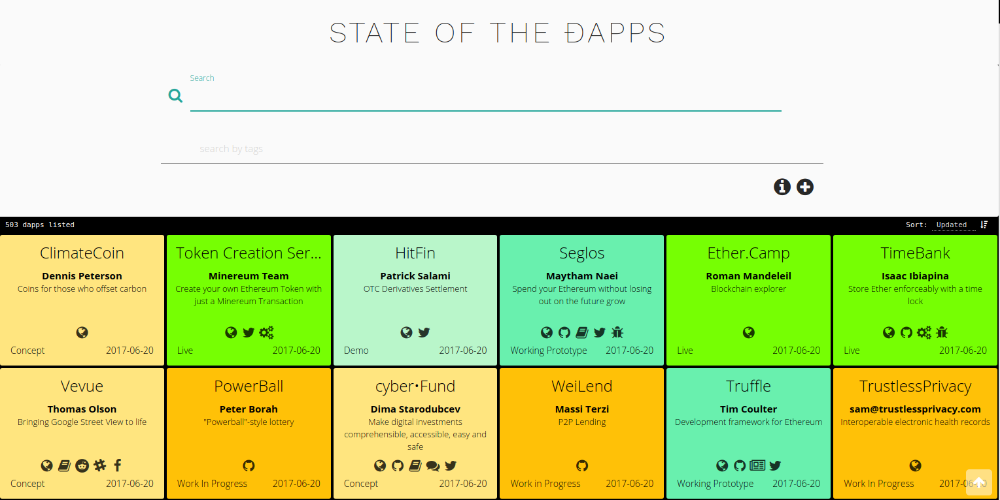 STATE OF THE ĐAPPS
Search
search by tags
503 dapps listed
Sort: Updated
ClimateCoin
Dennis Peterson
Coins for those who offset carbon
Concept 2017-06-20
Token Creation Ser...
Minereum Team
Create your own Ethereum Token with
just a Minereum Transaction
Live 2017-06-20
HitFin
Patrick Salami
OTC Derivatives Settlement
Demo 2017-06-20
Seglos
Maytham Naei
Spend your Ethereum without losing
out on the future grow
Working Prototype 2017-06-20
Ether.Camp
Roman Mandeleil
Blockchain explorer
Live 2017-06-20
TimeBank
Isaac Ibiapina
Store Ether enforceably with a time
lock
Live 2017-06-20
Vevue
Thomas Olson
Bringing Google Street View to life
Concept 2017-06-20
PowerBall
Peter Borah
"Powerball"-style lottery
Work In Progress 2017-06-20
cyber•Fund
Dima Starodubcev
Make digital investments
comprehensible, accessible, easy and
safe
Concept 2017-06-20
WeiLend
Massi Terzi
P2P Lending
Work in Progress 2017-06-20
Truffle
Tim Coulter
Development framework for Ethereum
Working Prototype 2017-06-20
TrustlessPrivacy
sam@trustlessprivacy.com
Interoperable electronic health records
Work In Progress 2017-06-20